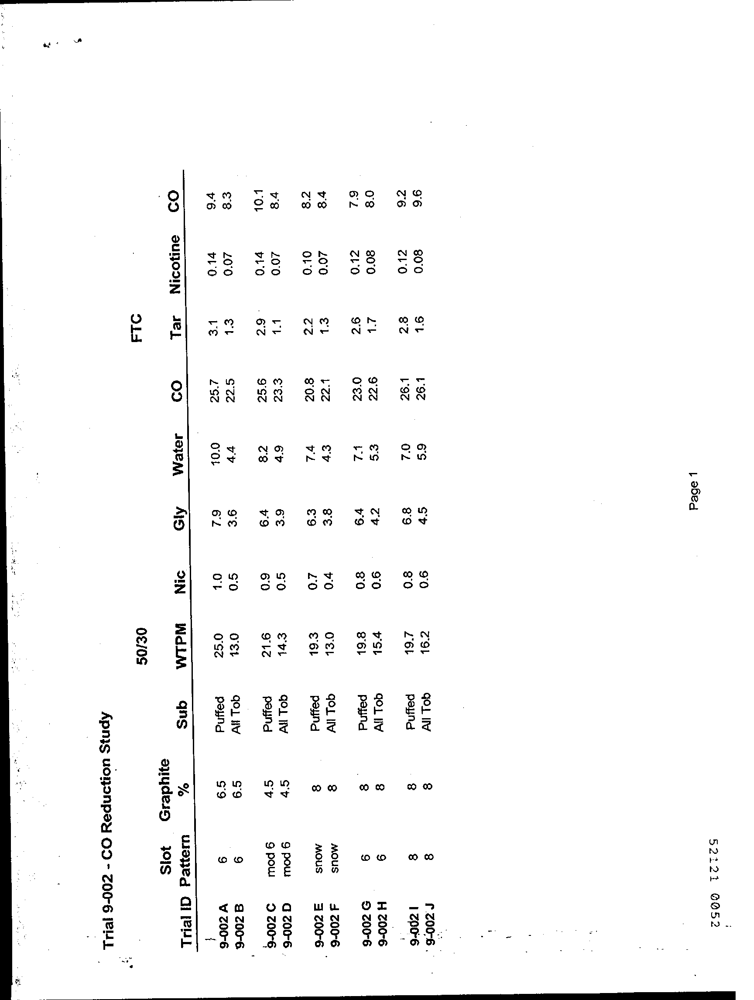 Trial 9-002 - CO Reduction Study
50/30 FTC
Slot Graphite
Trial ID Pattern % Sub WTPM Nic Gly Water CO Tar Nicotine CO
9-002 A 6 6.5 Puffed 25.0 1.0 7.9 10.0 25.7 3.1 0.14 9.4
9-002 B 6 6.5 All Tob 13.0 0.5 3.6 4.4 22.5 1.3 0.07 8.3
9-002 C mod 6 4.5 Puffed 21.6 0.9 6.4 8.2 25.6 2.9 0.14 10.1
9-002 D mod 6 4.5 All Tob 14.3 0.5 3.9 4.9 23.3 1.1 0.07 8.4
9-002 E snow 8 Puffed 19.3 0.7 6.3 7.4 20.8 2.2 0.10 8.2
9-002 F snow 8 All Tob 13.0 0.4 3.8 4.3 22.1 1.3 0.07 8.4
9-002 G 6 8 Puffed 19.8 0.8 6.4 7.1 23.0 2.6 0.12 7.9
9-002 H 6 8 All Tob 15.4 0.6 4.2 5.3 22.6 1.7 0.08 8.0
9-002 I 8 8 Puffed 19.7 0.8 6.8 7.0 26.1 2.8 0.12 9.2
9-002 J 8 8 All Tob 16.2 0.6 4.5 5.9 26.1 1.6 0.08 9.6
Page 1
52121 0052